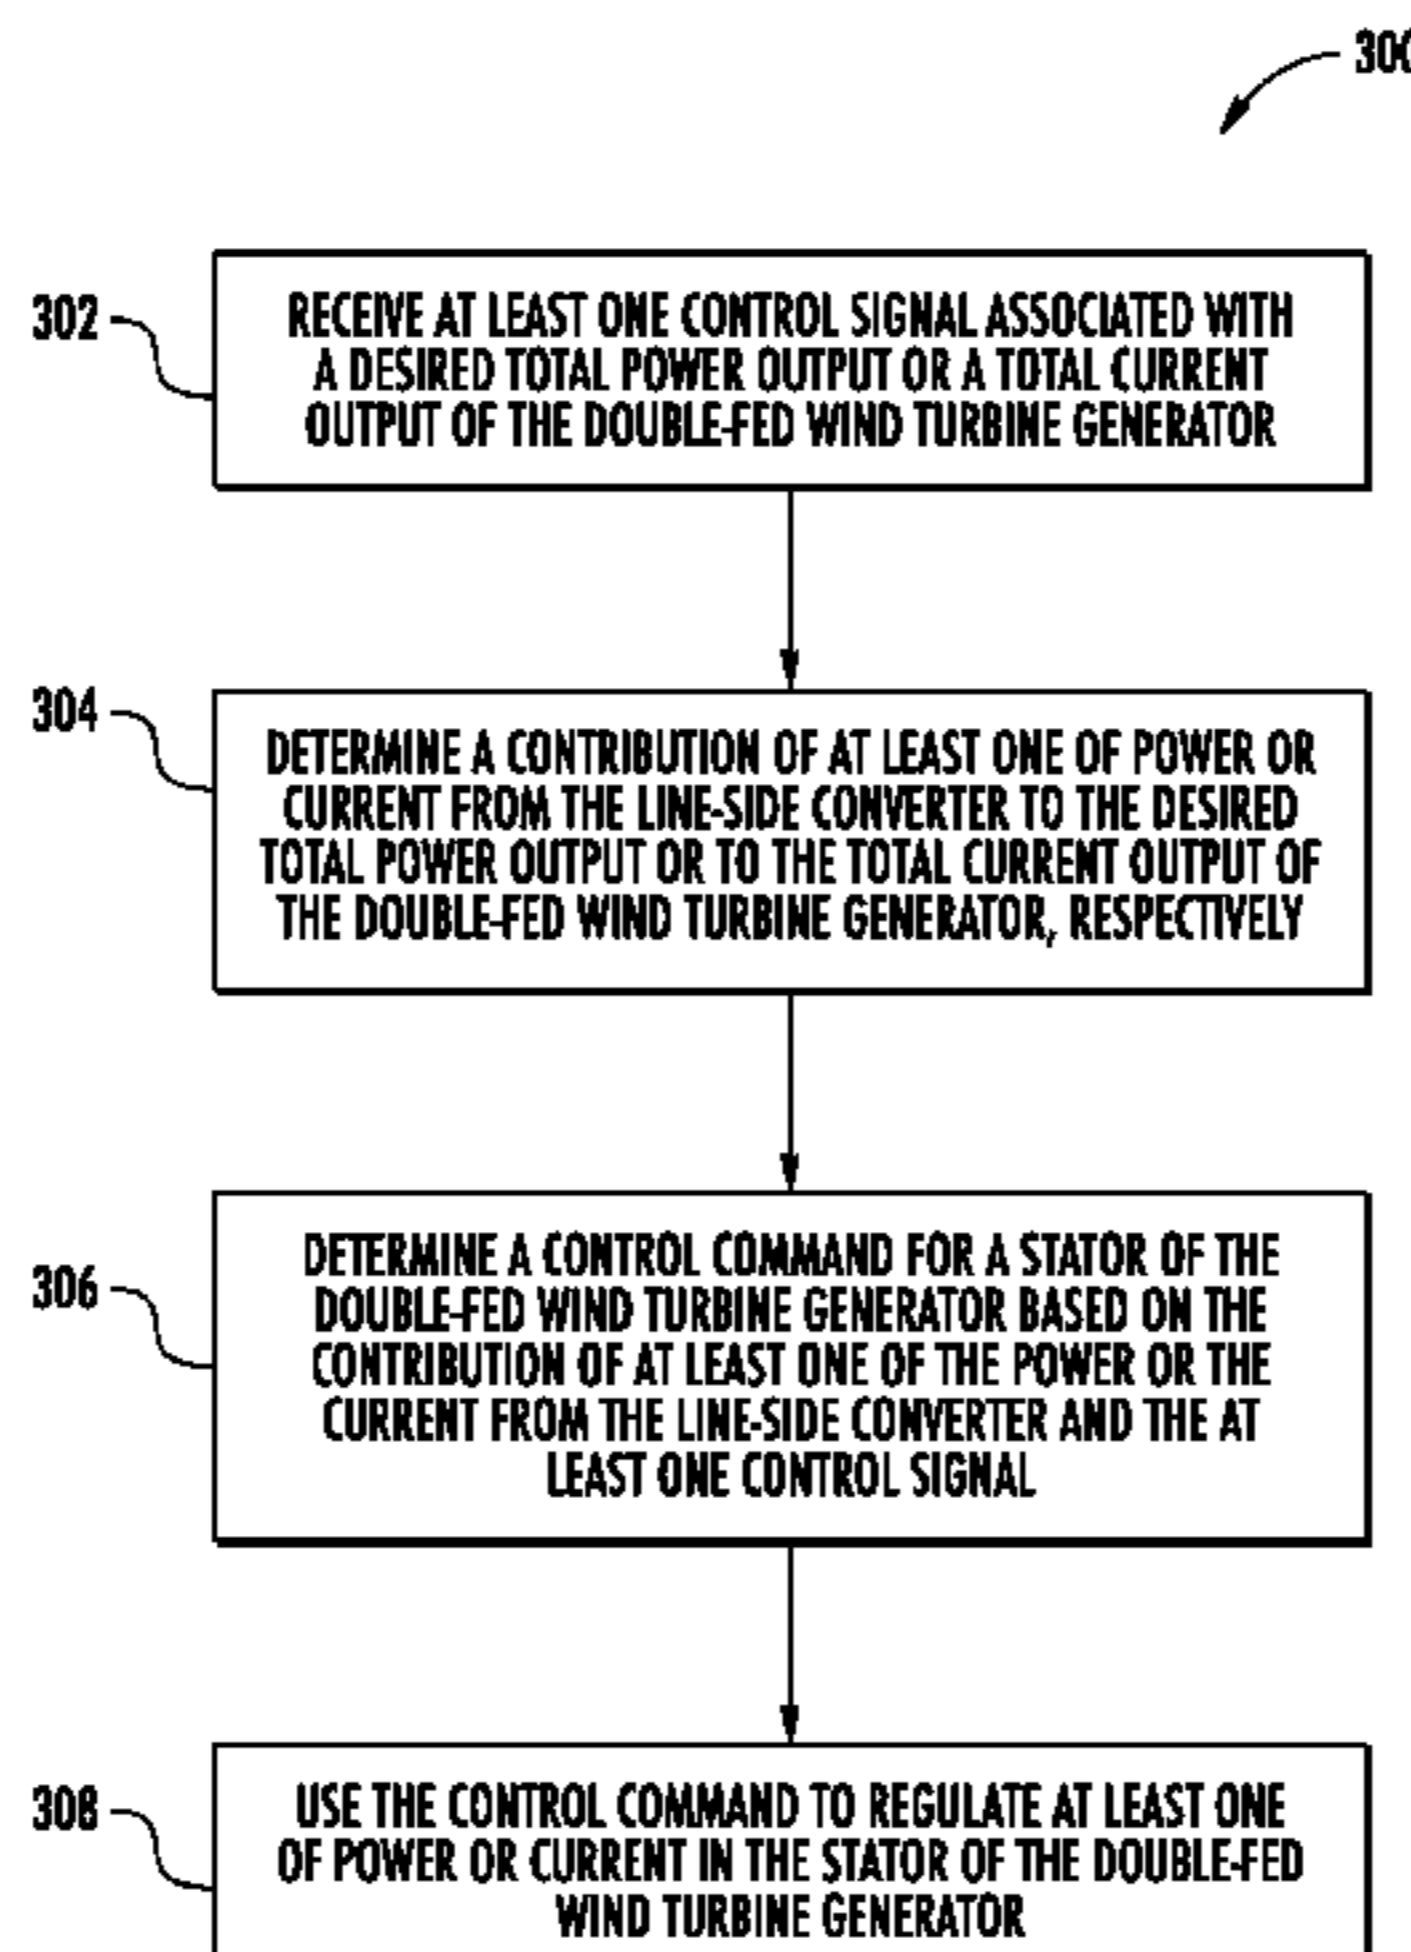 300
302
RECEIVE AT LEAST ONE CONTROL SIGNAL ASSOCIATED WITH
A DESIRED TOTAL POWER OUTPUT OR A TOTAL CURRENT
OUTPUT OF THE DOUBLE-FED WIND TURBINE GENERATOR
304
DETERMINE A CONTRIBUTION OF AT LEAST ONE OF POWER OR
CURRENT FROM THE LINE-SIDE CONVERTER TO THE DESIRED
TOTAL POWER OUTPUT OR TO THE TOTAL CURRENT OUTPUT OF
THE DOUBLE-FED WIND TURBINE GENERATOR, RESPECTIVELY
306
DETERMINE A CONTROL COMMAND FOR A STATOR OF THE
DOUBLE-FED WIND TURBINE GENERATOR BASED ON THE
CONTRIBUTION OF AT LEAST ONE OF THE POWER OR THE
CURRENT FROM THE LINE-SIDE CONVERTER AND THE AT
LEAST ONE CONTROL SIGNAL
308
USE THE CONTROL COMMAND TO REGULATE AT LEAST ONE
OF POWER OR CURRENT IN THE STATOR OF THE DOUBLE-FED
WIND TURBINE GENERATOR